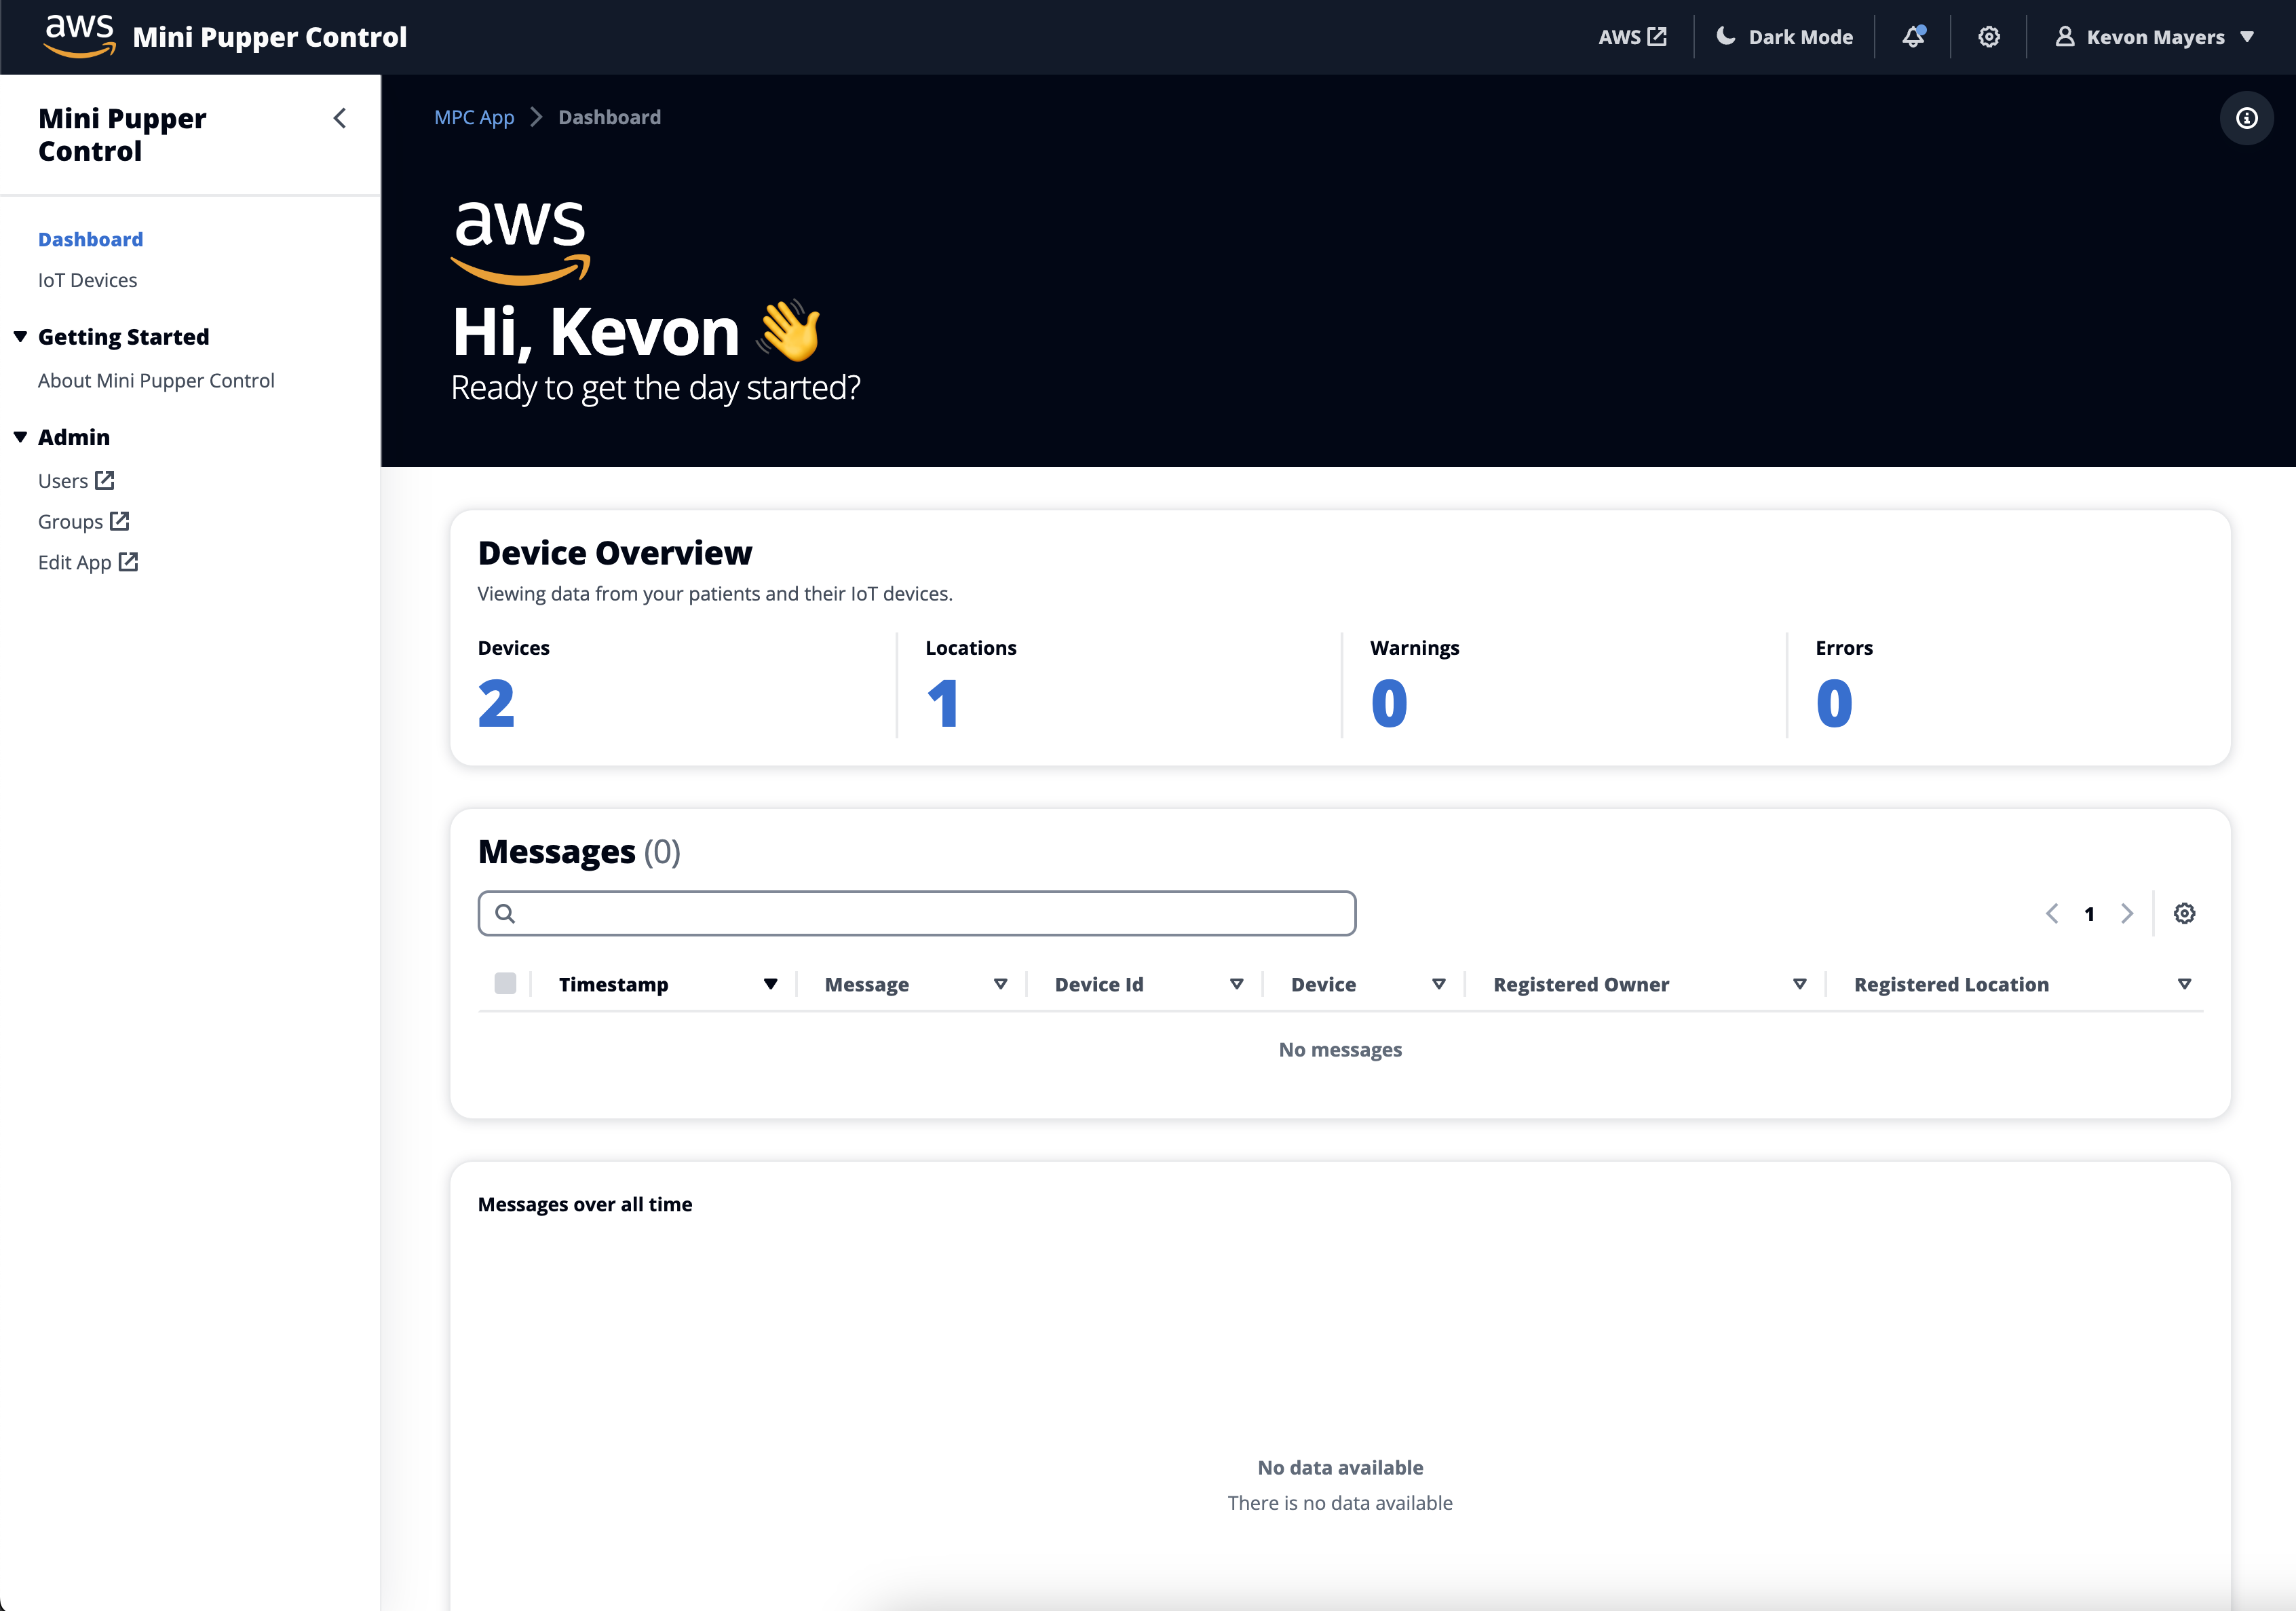 aws Mini Pupper Control
AWS
Dark Mode
Kevon Mayers
Mini Pupper
Control
Dashboard
IoT Devices
Getting Started
About Mini Pupper Control
Admin
Users
Groups
Edit App
MPC App > Dashboard
aws
Hi, Kevon 👋
Ready to get the day started?
Device Overview
Viewing data from your patients and their IoT devices.
Devices Locations Warnings Errors
2 1 0 0
Messages (0)
1
Timestamp Message Device Id Device Registered Owner Registered Location
No messages
Messages over all time
No data available
There is no data available